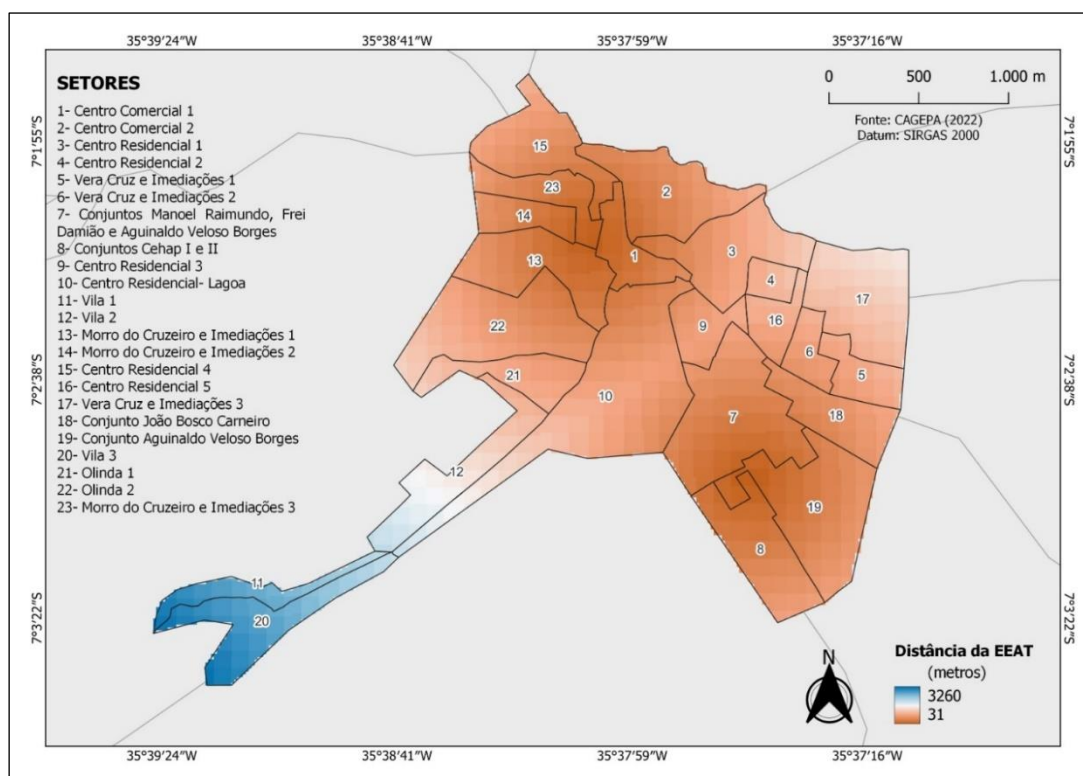 35°39'24"W 35°38'41"W 35°37'59"W 35°37'16"W
SETORES
1- Centro Comercial 1
2- Centro Comercial 2
3- Centro Residencial 1
4- Centro Residencial 2
5- Vera Cruz e Imediações 1
6- Vera Cruz e Imediações 2
7- Conjuntos Manoel Raimundo, Frei
Damião e Aguinaldo Veloso Borges
8- Conjuntos Cehap I e II
9- Centro Residencial 3
10- Centro Residencial- Lagoa
11- Vila 1
12- Vila 2
13- Morro do Cruzeiro e Imediações 1
14- Morro do Cruzeiro e Imediações 2
15- Centro Residencial 4
16- Centro Residencial 5
17- Vera Cruz e Imediações 3
18- Conjunto João Bosco Carneiro
19- Conjunto Aguinaldo Veloso Borges
20- Vila 3
21- Olinda 1
22- Olinda 2
23- Morro do Cruzeiro e Imediações 3
0 500 1.000 m
Fonte: CAGEPA (2022)
Datum: SIRGAS 2000
7°1'55"S
7°2'38"S
7°3'22"S
7°1'55"S
7°2'38"S
7°3'22"S
15
23
2
14
13
1
3
4
17
16
22
9
6
5
21
10
7
18
12
19
8
11
20
N
Distância da EEAT
(metros)
3260
31
35°39'24"W 35°38'41"W 35°37'59"W 35°37'16"W